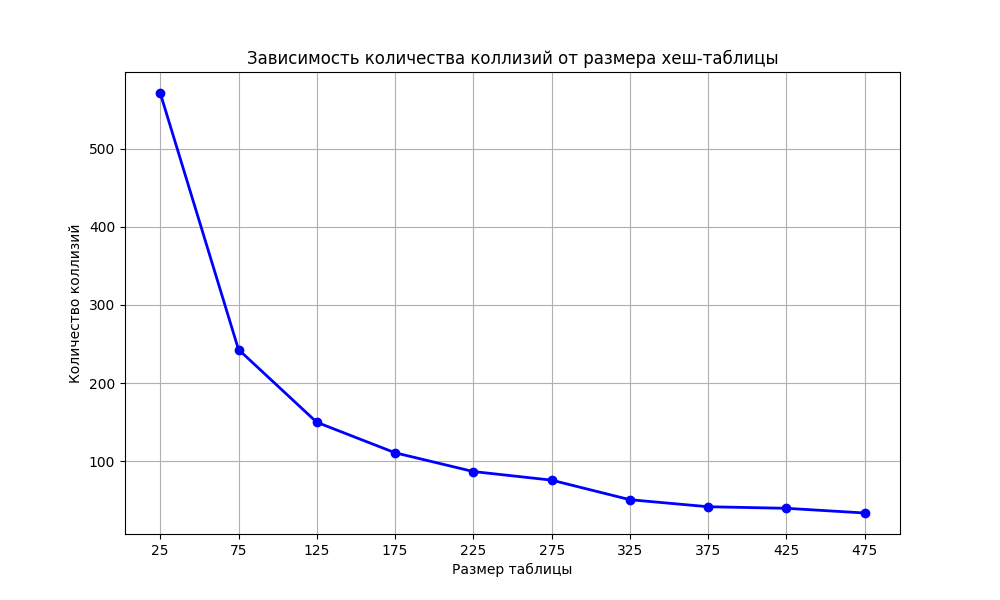 Зависимость количества коллизий от размера хеш-таблицы
Количество коллизий
500
400
300
200
100
25 75 125 175 225 275 325 375 425 475
Размер таблицы